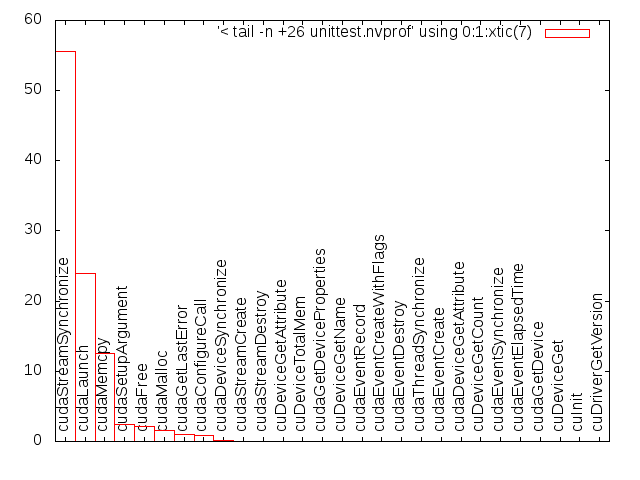 '< tail -n +26 unittest.nvprof' using 0:1:xtic(7)
60
50
40
30
20
10
0
cudaStreamSynchronize
cudaLaunch
cudaMemcpy
cudaSetupArgument
cudaFree
cudaMalloc
cudaGetLastError
cudaConfigureCall
cudaDeviceSynchronize
cudaStreamCreate
cudaStreamDestroy
cuDeviceGetAttribute
cuDeviceTotalMem
cudaGetDeviceProperties
cuDeviceGetName
cudaEventRecord
cudaEventCreateWithFlags
cudaEventDestroy
cudaThreadSynchronize
cudaEventCreate
cudaDeviceGetAttribute
cuDeviceGetCount
cudaEventSynchronize
cudaEventElapsedTime
cudaGetDevice
cuDeviceGet
cuInit
cuDriverGetVersion